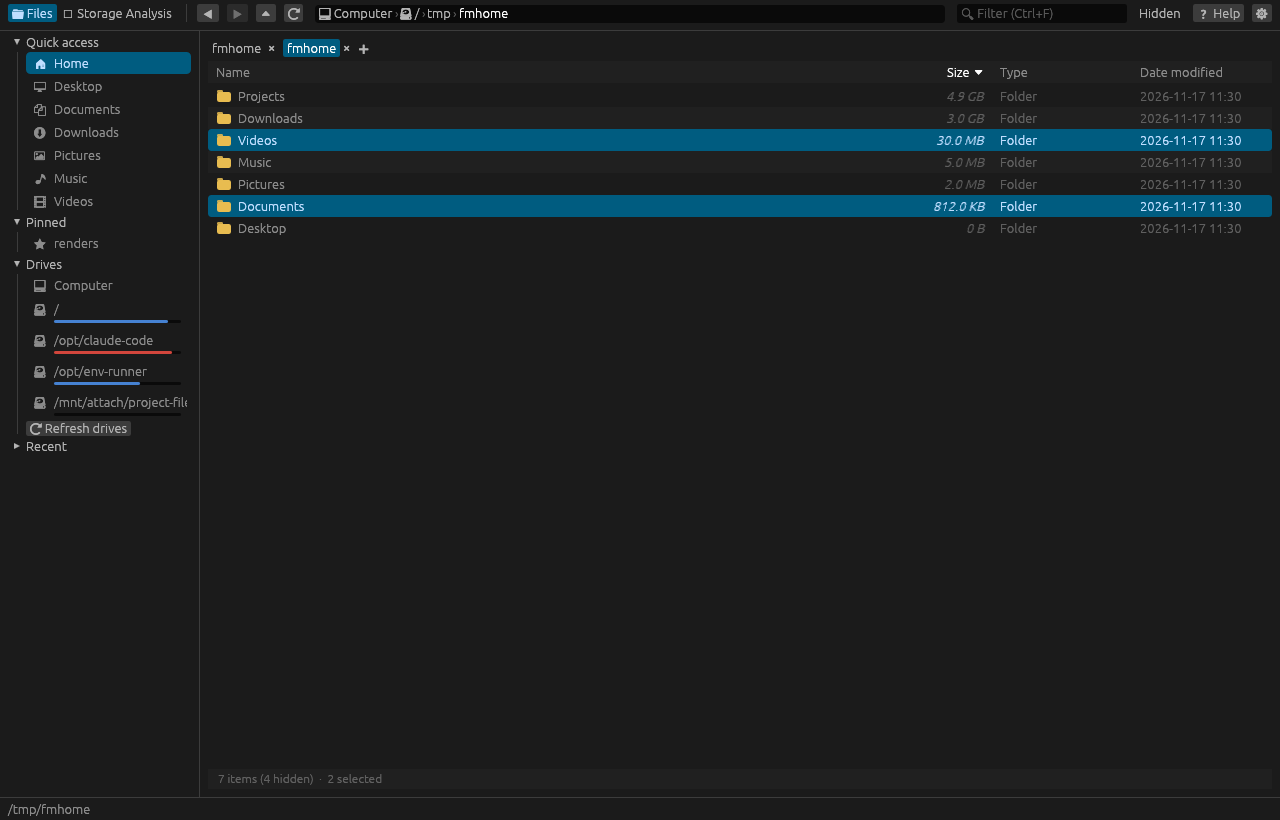 Files Storage Analysis Computer › / › tmp › fmhome Filter (Ctrl+F) Hidden ? Help
Quick access
Home
Desktop
Documents
Downloads
Pictures
Music
Videos
Pinned
renders
Drives
Computer
/
/opt/claude-code
/opt/env-runner
/mnt/attach/project-file
Refresh drives
Recent
fmhome × fmhome × +
Name Size Type Date modified
Projects 4.9 GB Folder 2026-11-17 11:30
Downloads 3.0 GB Folder 2026-11-17 11:30
Videos 30.0 MB Folder 2026-11-17 11:30
Music 5.0 MB Folder 2026-11-17 11:30
Pictures 2.0 MB Folder 2026-11-17 11:30
Documents 812.0 KB Folder 2026-11-17 11:30
Desktop 0 B Folder 2026-11-17 11:30
7 items (4 hidden) · 2 selected
/tmp/fmhome